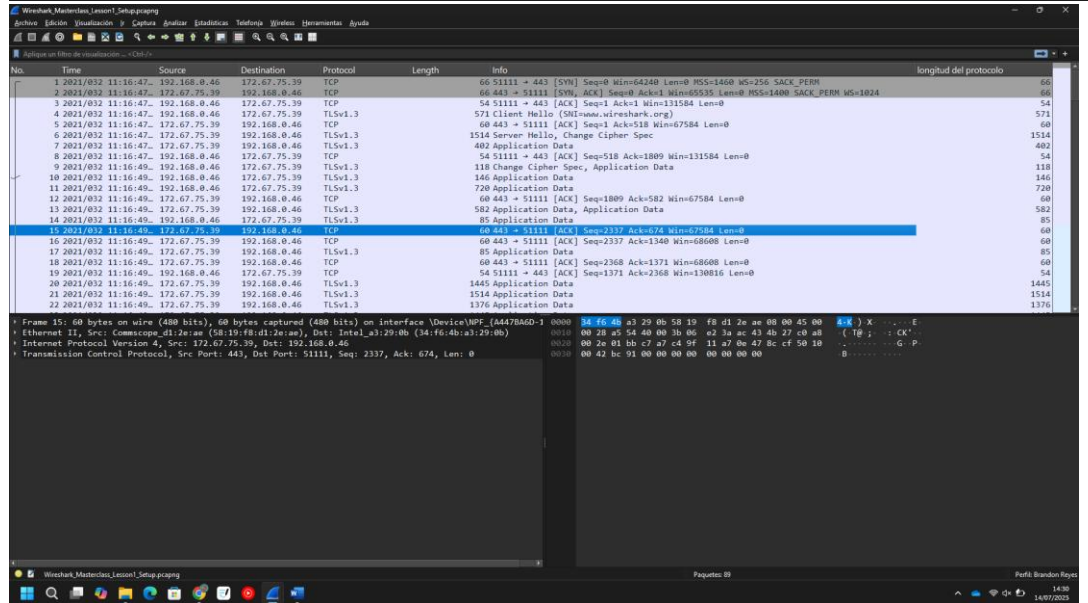 Wireshark_Masterclass_Lesson1_Setup.pcapng
Archivo Edición Visualización Ir Captura Analizar Estadísticas Telefonía Wireless Herramientas Ayuda
Aplique un filtro de visualización ... <Ctrl-/>
No. Time Source Destination Protocol Length Info longitud del protocolo
1 2021/032 11:16:47… 192.168.0.46 172.67.75.39 TCP 66 51111 → 443 [SYN] Seq=0 Win=64240 Len=0 MSS=1460 WS=256 SACK_PERM 66
2 2021/032 11:16:47… 172.67.75.39 192.168.0.46 TCP 66 443 → 51111 [SYN, ACK] Seq=0 Ack=1 Win=65535 Len=0 MSS=1400 SACK_PERM WS=1024 66
3 2021/032 11:16:47… 192.168.0.46 172.67.75.39 TCP 54 51111 → 443 [ACK] Seq=1 Ack=1 Win=131584 Len=0 54
4 2021/032 11:16:47… 192.168.0.46 172.67.75.39 TLSv1.3 571 Client Hello (SNI=www.wireshark.org) 571
5 2021/032 11:16:47… 172.67.75.39 192.168.0.46 TCP 60 443 → 51111 [ACK] Seq=1 Ack=518 Win=67584 Len=0 60
6 2021/032 11:16:47… 172.67.75.39 192.168.0.46 TLSv1.3 1514 Server Hello, Change Cipher Spec 1514
7 2021/032 11:16:47… 172.67.75.39 192.168.0.46 TLSv1.3 402 Application Data 402
8 2021/032 11:16:47… 192.168.0.46 172.67.75.39 TCP 54 51111 → 443 [ACK] Seq=518 Ack=1809 Win=131584 Len=0 54
9 2021/032 11:16:49… 192.168.0.46 172.67.75.39 TLSv1.3 118 Change Cipher Spec, Application Data 118
10 2021/032 11:16:49… 192.168.0.46 172.67.75.39 TLSv1.3 146 Application Data 146
11 2021/032 11:16:49… 192.168.0.46 172.67.75.39 TLSv1.3 720 Application Data 720
12 2021/032 11:16:49… 172.67.75.39 192.168.0.46 TCP 60 443 → 51111 [ACK] Seq=1809 Ack=582 Win=67584 Len=0 60
13 2021/032 11:16:49… 172.67.75.39 192.168.0.46 TLSv1.3 582 Application Data, Application Data 582
14 2021/032 11:16:49… 192.168.0.46 172.67.75.39 TLSv1.3 85 Application Data 85
15 2021/032 11:16:49… 172.67.75.39 192.168.0.46 TCP 60 443 → 51111 [ACK] Seq=2337 Ack=674 Win=67584 Len=0 60
16 2021/032 11:16:49… 172.67.75.39 192.168.0.46 TCP 60 443 → 51111 [ACK] Seq=2337 Ack=1340 Win=68608 Len=0 60
17 2021/032 11:16:49… 172.67.75.39 192.168.0.46 TLSv1.3 85 Application Data 85
18 2021/032 11:16:49… 172.67.75.39 192.168.0.46 TCP 60 443 → 51111 [ACK] Seq=2368 Ack=1371 Win=68608 Len=0 60
19 2021/032 11:16:49… 192.168.0.46 172.67.75.39 TCP 54 51111 → 443 [ACK] Seq=1371 Ack=2368 Win=130816 Len=0 54
20 2021/032 11:16:49… 172.67.75.39 192.168.0.46 TLSv1.3 1445 Application Data 1445
21 2021/032 11:16:49… 172.67.75.39 192.168.0.46 TLSv1.3 1514 Application Data 1514
22 2021/032 11:16:49… 172.67.75.39 192.168.0.46 TLSv1.3 1376 Application Data 1376
Frame 15: 60 bytes on wire (480 bits), 60 bytes captured (480 bits) on interface \Device\NPF_{A447BA6D-1
Ethernet II, Src: Commscope_d1:2e:ae (58:19:f8:d1:2e:ae), Dst: Intel_a3:29:0b (34:f6:4b:a3:29:0b)
Internet Protocol Version 4, Src: 172.67.75.39, Dst: 192.168.0.46
Transmission Control Protocol, Src Port: 443, Dst Port: 51111, Seq: 2337, Ack: 674, Len: 0
0000 34 f6 4b a3 29 0b 58 19 f8 d1 2e ae 08 00 45 00 4·K·)·X· ··.···E·
0010 00 28 a5 54 40 00 3b 06 e2 3a ac 43 4b 27 c0 a8 ·(·T@·;· ·:·CK'··
0020 00 2e 01 bb c7 a7 c4 9f 11 a7 0e 47 8c cf 50 10 ·.······ ···G··P·
0030 00 42 bc 91 00 00 00 00 00 00 00 00 ·B······ ····
Wireshark_Masterclass_Lesson1_Setup.pcapng Paquetes: 89 Perfil: Brandon Reyes
14:30
14/07/2025